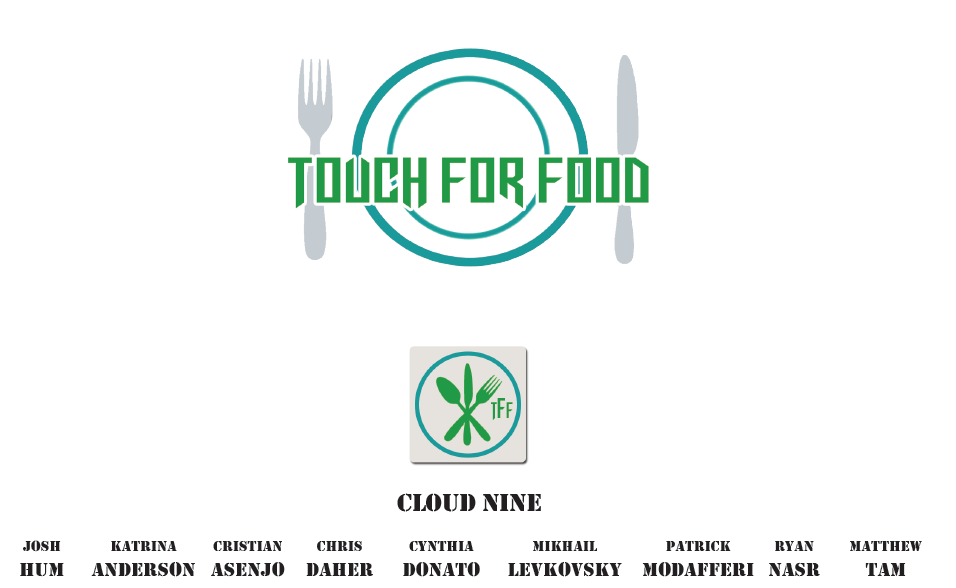 TOUCH FOR FOOD
TFF
CLOUD NINE
JOSH KATRINA CRISTIAN CHRIS CYNTHIA MIKHAIL PATRICK RYAN MATTHEW
HUM ANDERSON ASENJO DAHER DONATO LEVKOVSKY MODAFFERI NASR TAM